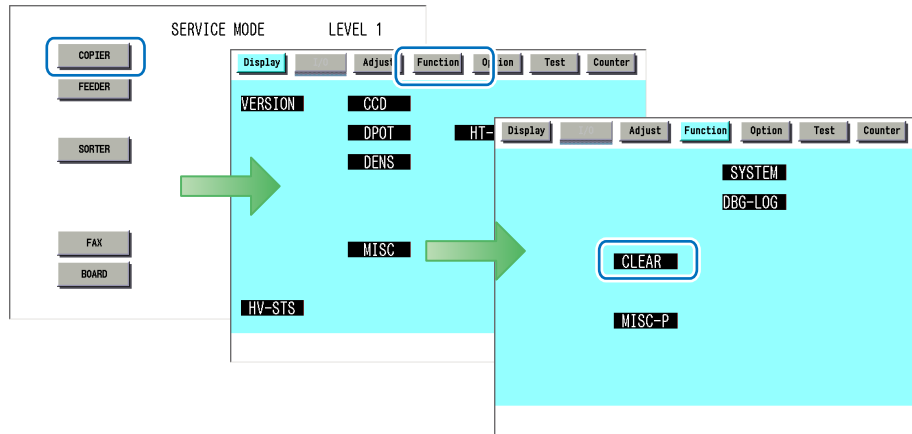 SERVICE MODE LEVEL 1
COPIER
FEEDER
SORTER
FAX
BOARD
Display I/O Adjust Function Option Test Counter
VERSION CCD
DPOT HT-
DENS
MISC
HV-STS
Display I/O Adjust Function Option Test Counter
SYSTEM
DBG-LOG
CLEAR
MISC-P